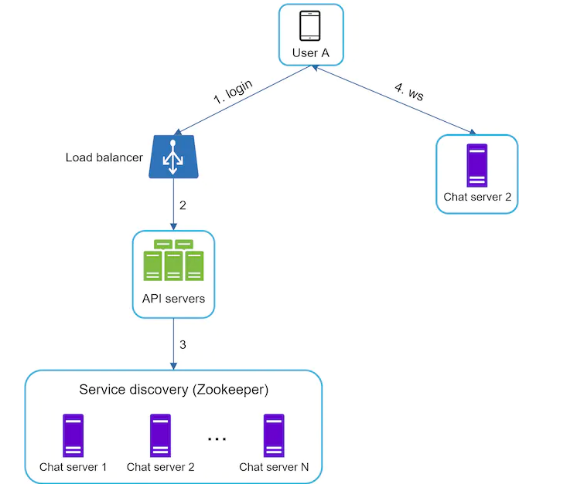 User A
1. login
4. ws
Load balancer
Chat server 2
2
API servers
3
Service discovery (Zookeeper)
...
Chat server 1
Chat server 2
Chat server N